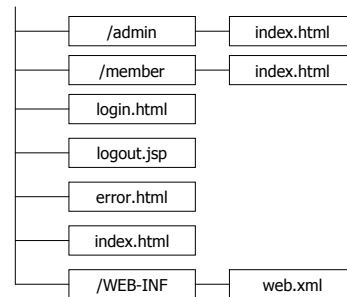 /admin index.html
/member index.html
login.html
logout.jsp
error.html
index.html
/WEB-INF web.xml